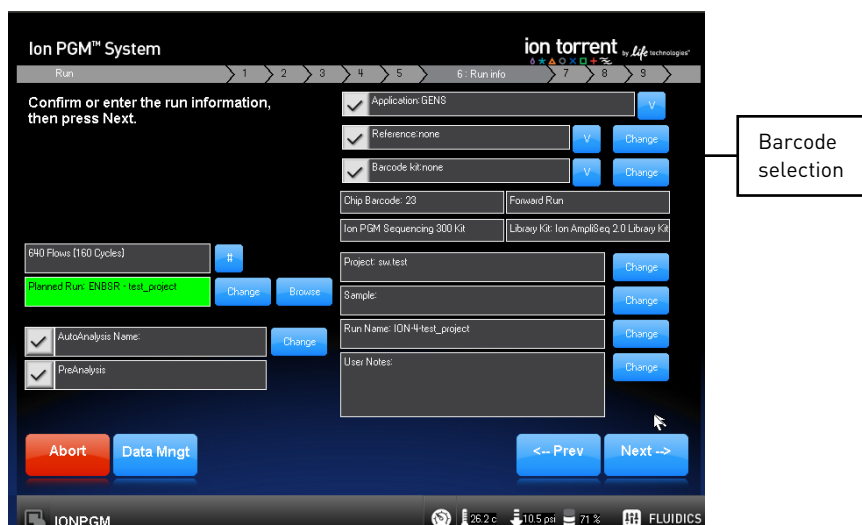 Ion PGM™ System
ion torrent by Life technologies™
Run 1 2 3 4 5 6 : Run info 7 8 9
Confirm or enter the run information,
then press Next.
Application: GENS
V
Reference:none
V
Change
Barcode kit:none
V
Change
Barcode
selection
Chip Barcode: 23
Forward Run
Ion PGM Sequencing 300 Kit
Library Kit: Ion AmpliSeq 2.0 Library Kit
640 Flows (160 Cycles)
#
Planned Run: ENBSR - test_project
Change
Browse
AutoAnalysis Name:
Change
PreAnalysis
Project: sw.test
Change
Sample:
Change
Run Name: ION-4-test_project
Change
User Notes:
Change
Abort
Data Mngt
<-- Prev
Next -->
IONPGM
26.2 c
10.5 psi
71 %
FLUIDICS